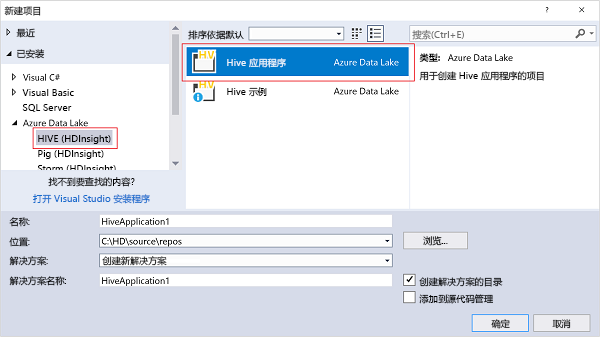 新建项目
最近
已安装
Visual C#
Visual Basic
SQL Server
Azure Data Lake
HIVE (HDInsight)
Pig (HDInsight)
Storm (HDInsight)
找不到要查找的内容?
打开 Visual Studio 安装程序
排序依据默认
Hive 应用程序 Azure Data Lake
Hive 示例 Azure Data Lake
搜索(Ctrl+E)
类型: Azure Data Lake
用于创建 Hive 应用程序的项目
名称: HiveApplication1
位置: C:\HD\source\repos 浏览...
解决方案: 创建新解决方案
解决方案名称: HiveApplication1
创建解决方案的目录
添加到源代码管理
确定 取消